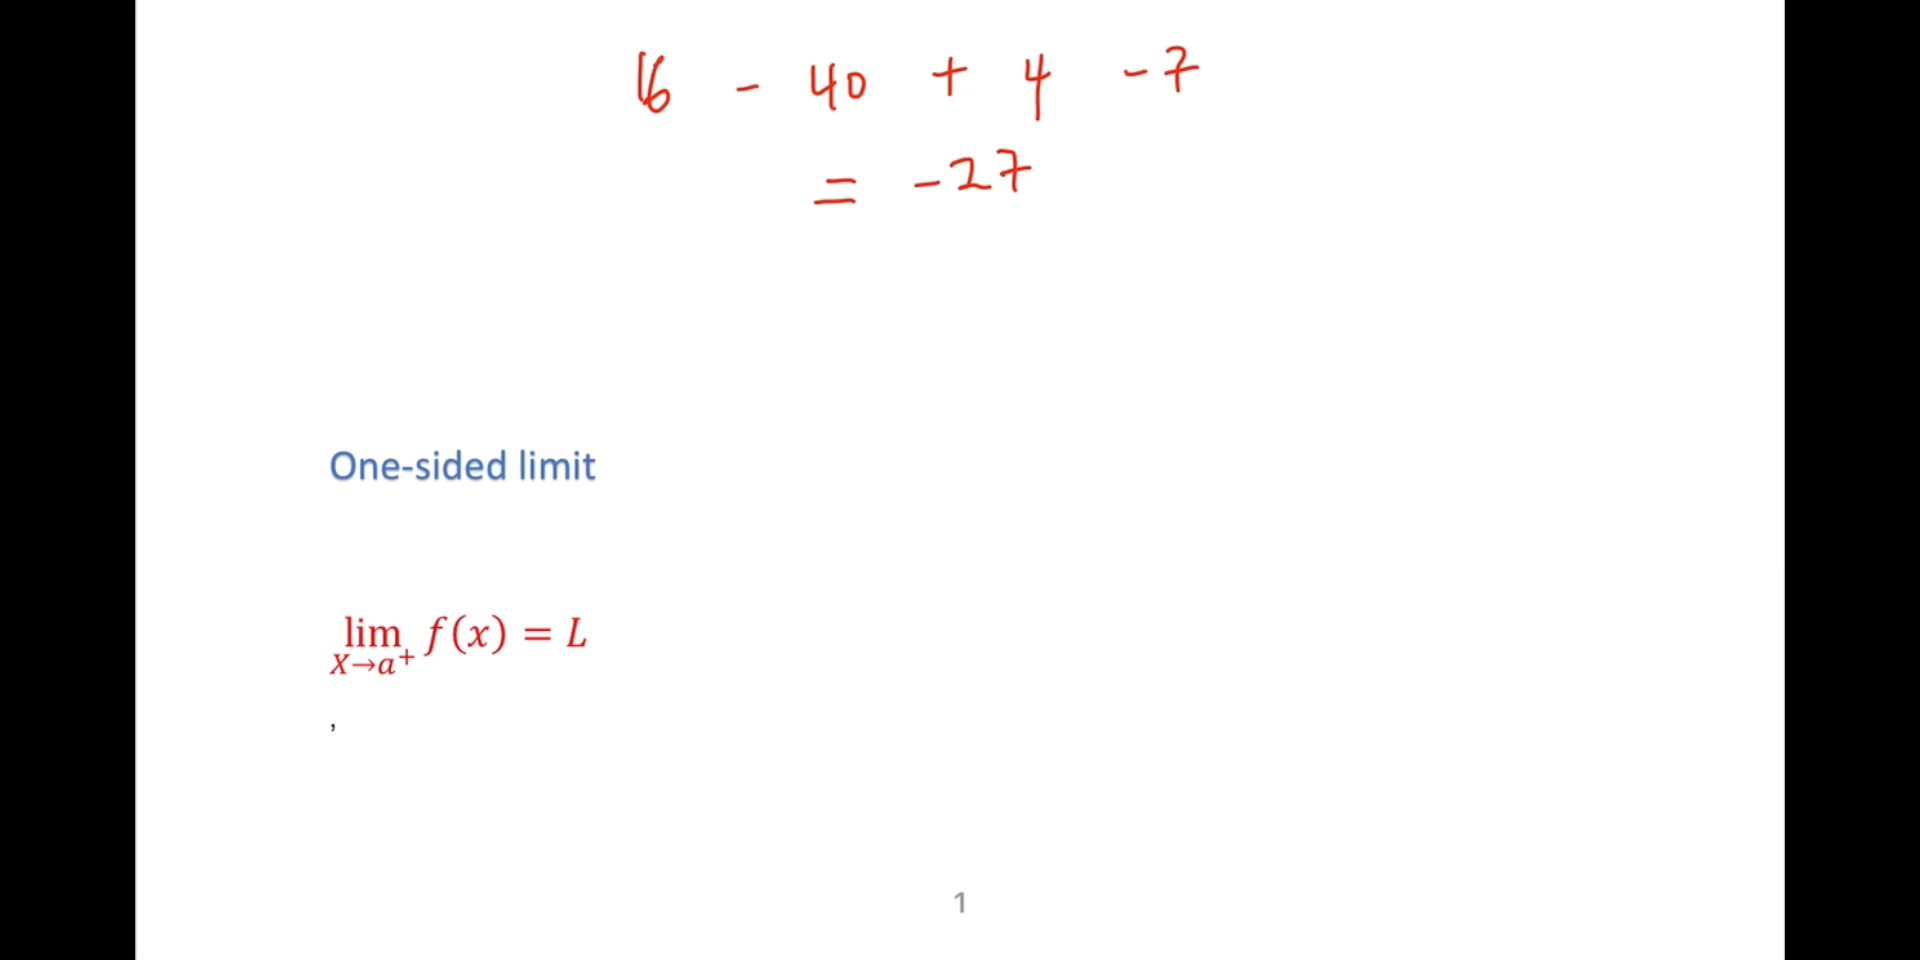 16 - 40 + 4 - 7
= -27
One-sided limit
lim f(x) = L
X→a⁺
,
1